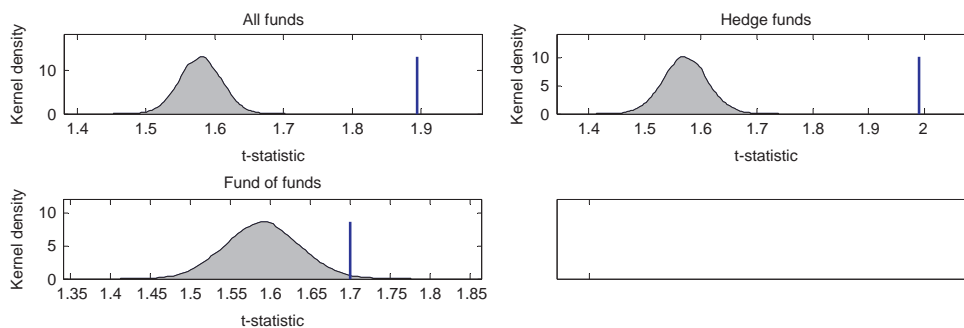 All funds
Kernel density
10
0
1.4 1.5 1.6 1.7 1.8 1.9
t-statistic
Hedge funds
Kernel density
10
5
0
1.4 1.5 1.6 1.7 1.8 1.9 2
t-statistic
Fund of funds
Kernel density
10
5
0
1.35 1.4 1.45 1.5 1.55 1.6 1.65 1.7 1.75 1.8 1.85
t-statistic